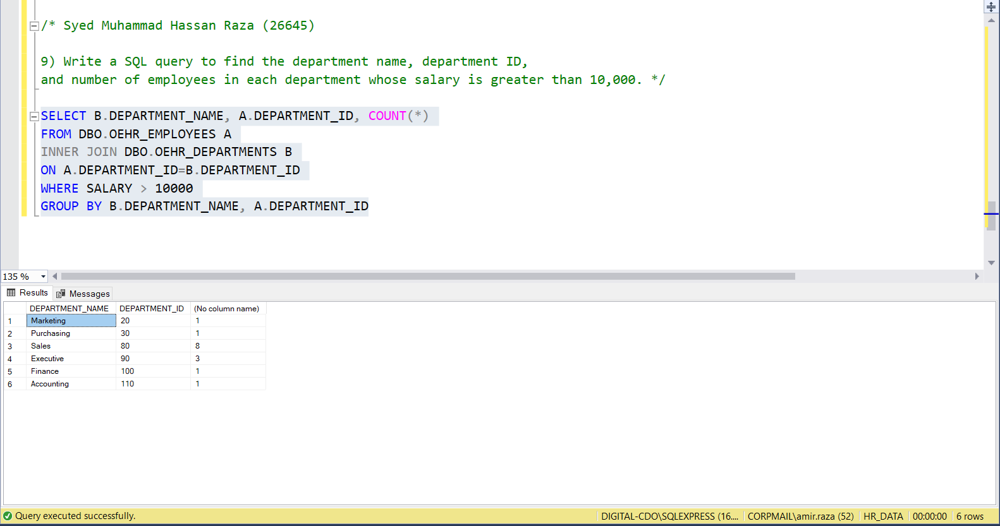 /* Syed Muhammad Hassan Raza (26645)
9) Write a SQL query to find the department name, department ID,
and number of employees in each department whose salary is greater than 10,000. */
SELECT B.DEPARTMENT_NAME, A.DEPARTMENT_ID, COUNT(*)
FROM DBO.OEHR_EMPLOYEES A
INNER JOIN DBO.OEHR_DEPARTMENTS B
ON A.DEPARTMENT_ID=B.DEPARTMENT_ID
WHERE SALARY > 10000
GROUP BY B.DEPARTMENT_NAME, A.DEPARTMENT_ID
135 %
Results Messages
DEPARTMENT_NAME DEPARTMENT_ID (No column name)
1 Marketing 20 1
2 Purchasing 30 1
3 Sales 80 8
4 Executive 90 3
5 Finance 100 1
6 Accounting 110 1
Query executed successfully. DIGITAL-CDO\SQLEXPRESS (16.... CORPMAIL\amir.raza (52) HR_DATA 00:00:00 6 rows